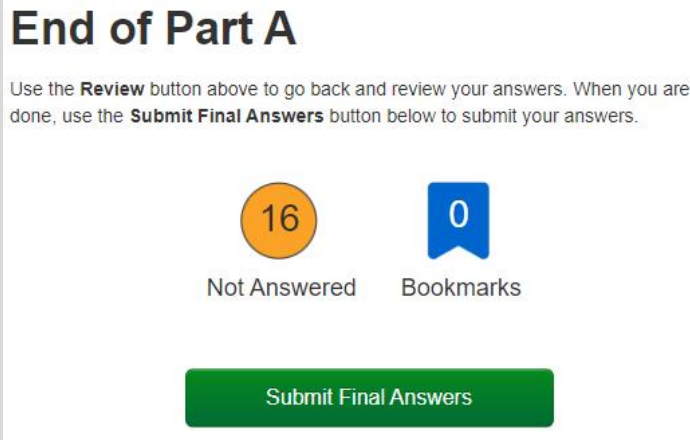 End of Part A
Use the Review button above to go back and review your answers. When you are
done, use the Submit Final Answers button below to submit your answers.
16
0
Not Answered
Bookmarks
Submit Final Answers